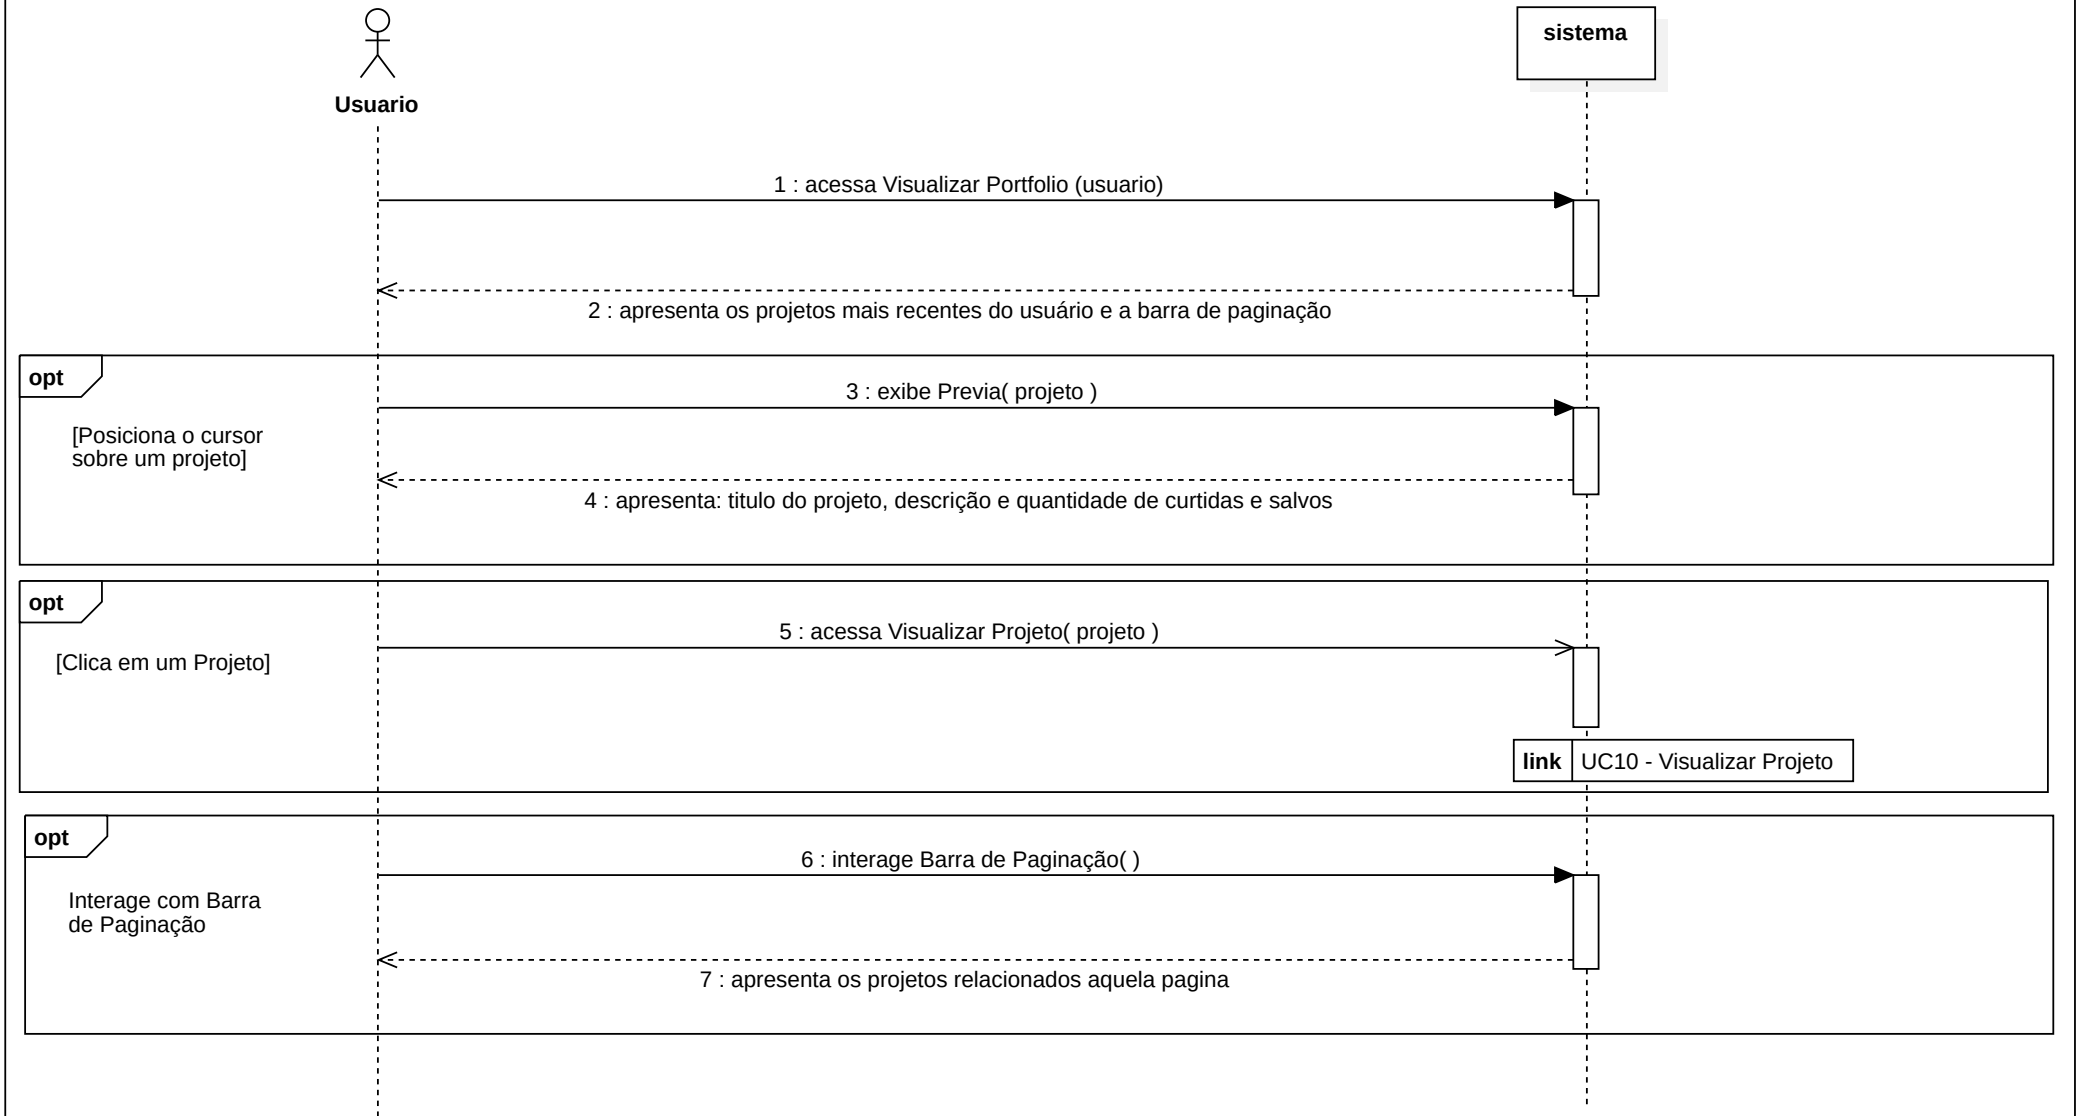 sistema
Usuario
1 : acessa Visualizar Portfolio (usuario)
2 : apresenta os projetos mais recentes do usuário e a barra de paginação
opt
3 : exibe Previa( projeto )
[Posiciona o cursor
sobre um projeto]
4 : apresenta: titulo do projeto, descrição e quantidade de curtidas e salvos
opt
5 : acessa Visualizar Projeto( projeto )
[Clica em um Projeto]
link UC10 - Visualizar Projeto
opt
6 : interage Barra de Paginação( )
Interage com Barra
de Paginação
7 : apresenta os projetos relacionados aquela pagina